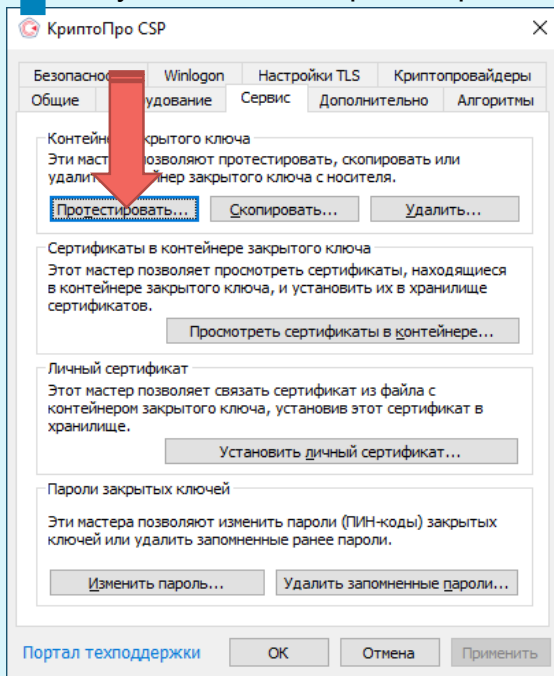 КриптоПро CSP
Winlogon
Настройки TLS
Криптопровайдеры
Общие
Сервис
Дополнительно
Алгоритмы
ключа
Эти протестировать, скопировать или
закрытого ключа с носителя.
Протестировать...
Скопировать...
Удалить...
Сертификаты в контейнере закрытого ключа
Этот мастер позволяет просмотреть сертификаты, находящиеся
в контейнере закрытого ключа, и установить их в хранилище
сертификатов.
Просмотреть сертификаты в контейнере...
Личный сертификат
Этот мастер позволяет связать сертификат из файла с
контейнером закрытого ключа, установив этот сертификат в
хранилище.
Установить личный сертификат...
Пароли закрытых ключей
Эти мастера позволяют изменить пароли (ПИН-коды) закрытых
ключей или удалить запомненные ранее пароли.
Изменить пароль...
Удалить запомненные пароли...
Портал техподдержки
ОК
Отмена
Применить